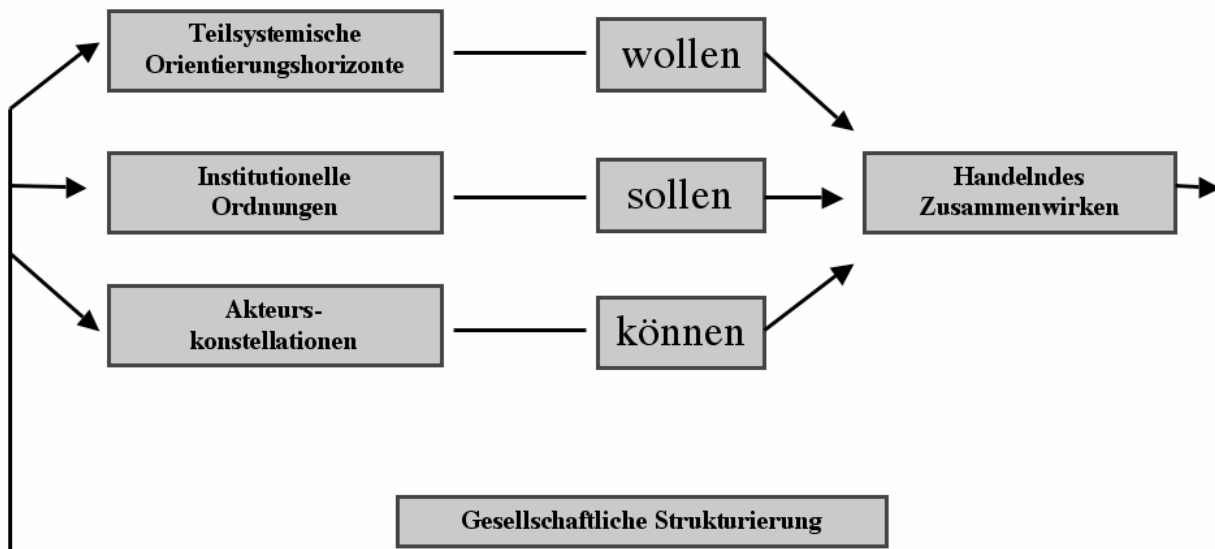 Teilsystemische
Orientierungshorizonte
wollen
Institutionelle
Ordnungen
sollen
Handelndes
Zusammenwirken
Akteurs-
konstellationen
können
Gesellschaftliche Strukturierung